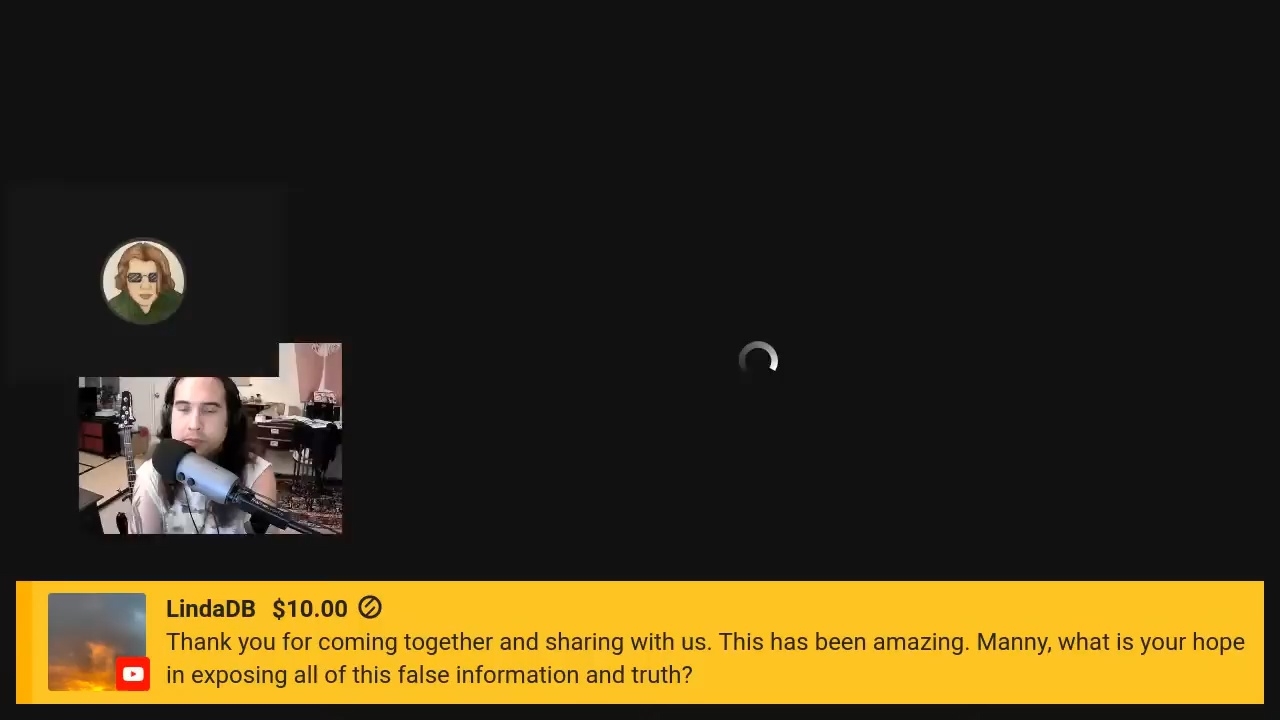 LindaDB $10.00
Thank you for coming together and sharing with us. This has been amazing. Manny, what is your hope
in exposing all of this false information and truth?